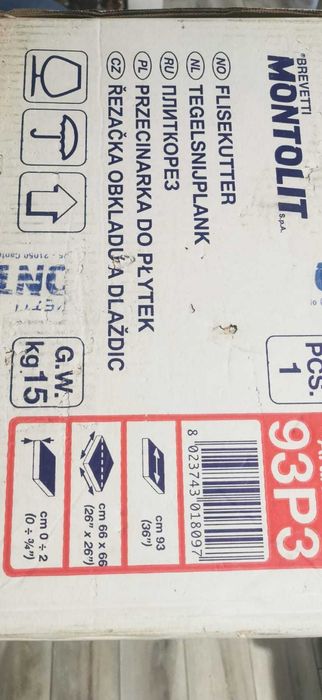 ®BREVETTI
MONTOLIT S.p.A.
NO FLISEKUTTER
NL TEGELSNIJPLANK
RU ПЛИТКОРЕЗ
PL PRZECINARKA DO PŁYTEK
CZ ŘEZAČKA OBKLADŮ A DLAŽDIC
PCS.
1
G.W.
kg.15
93P3
8 023743 018097
cm 93
(36”)
cm 66 x 66
(26” x 26”)
cm 0 ÷ 2
(0 ÷ ¾”)